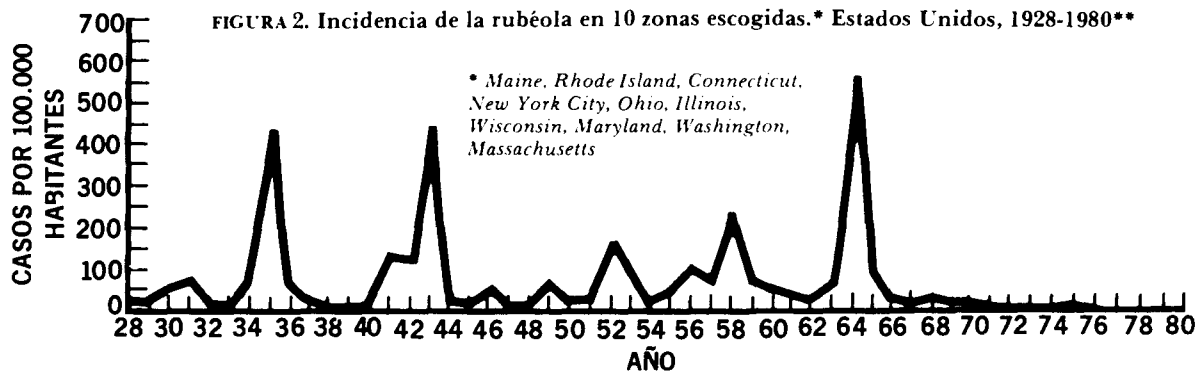 FIGURA 2. Incidencia de la rubéola en 10 zonas escogidas.* Estados Unidos, 1928-1980**
* Maine, Rhode Island, Connecticut,
New York City, Ohio, Illinois,
Wisconsin, Maryland, Washington,
Massachusetts
CASOS POR 100.000
HABITANTES
700
600
500
400
300
200
100
0
28 30 32 34 36 38 40 42 44 46 48 50 52 54 56 58 60 62 64 66 68 70 72 74 76 78 80
AÑO